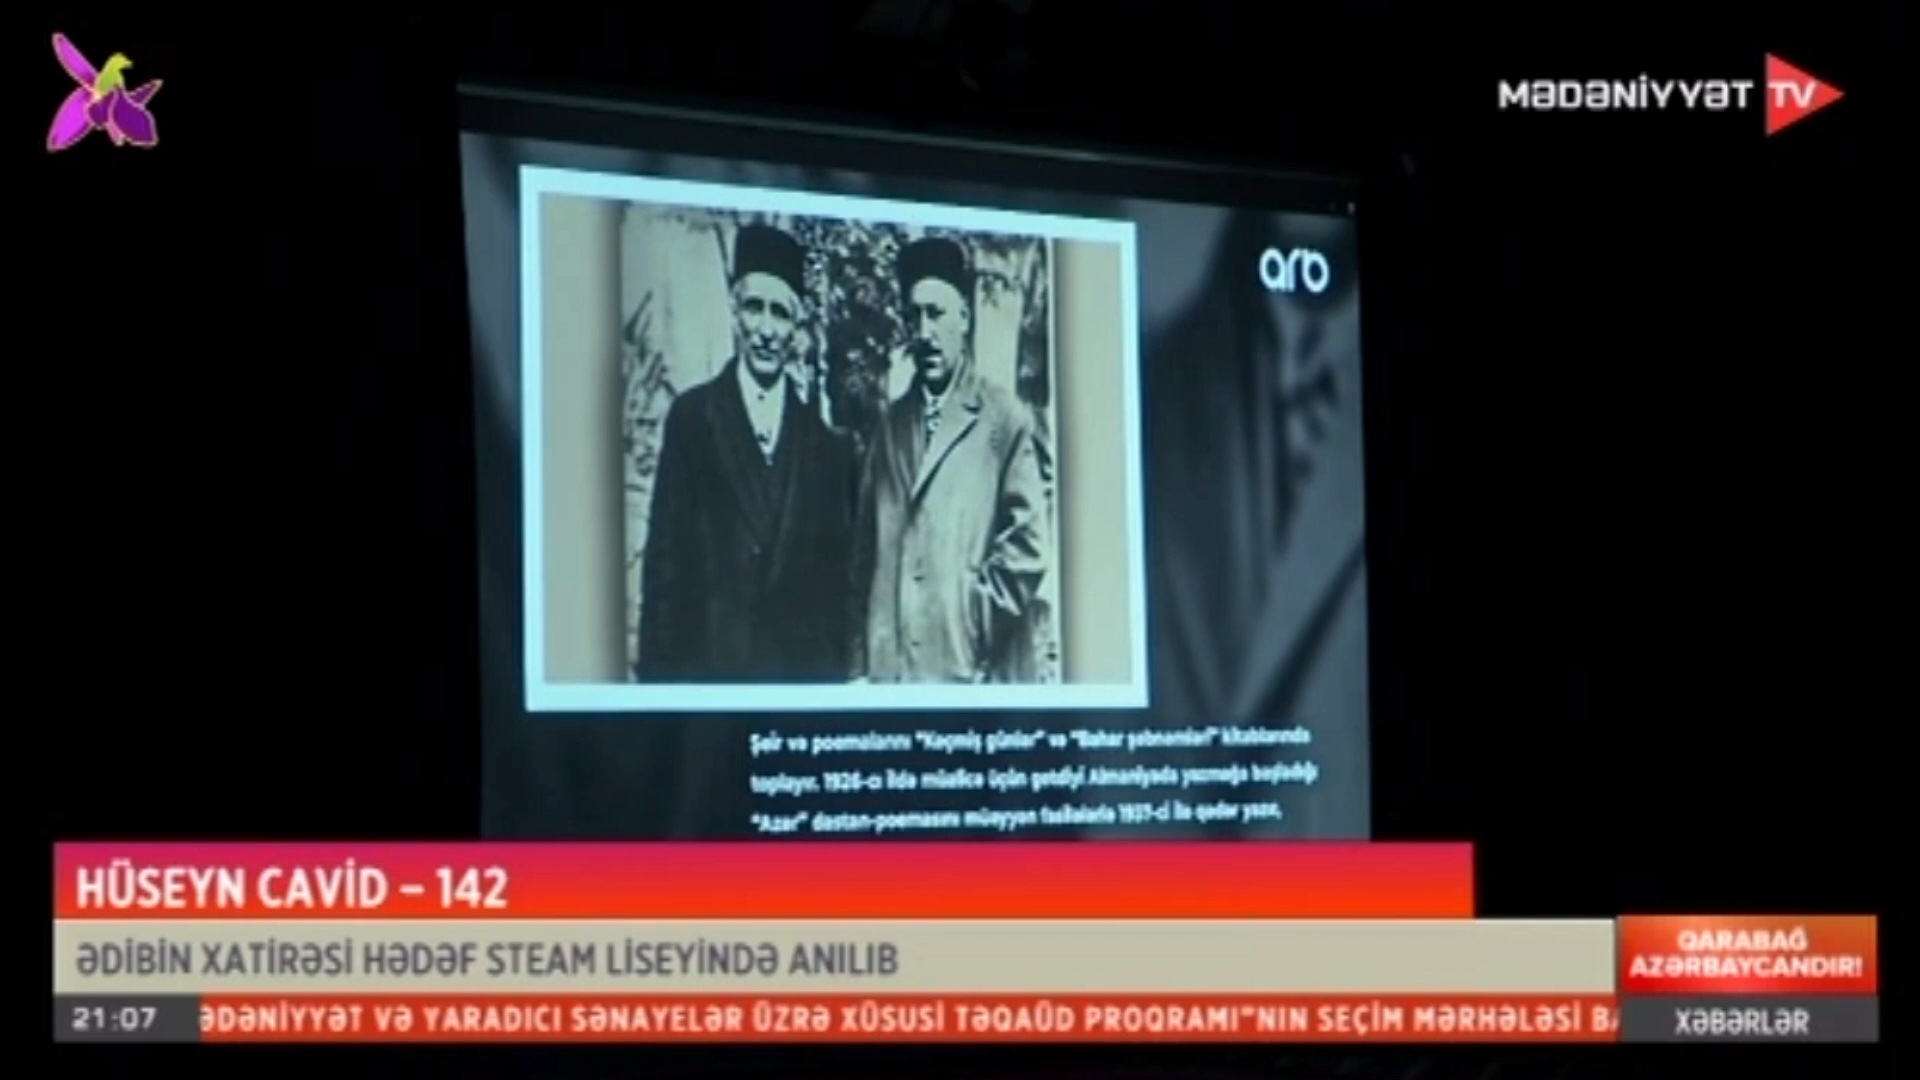 MƏDƏNİYYƏT TV
arb
Şeir və poemalarını "Keçmiş günlər" və "Bahar şəbnəmləri" kitablarında
toplayır. 1926-cı ildə müalicə üçün getdiyi Almaniyada yazmağa başladığı
"Azər" dastan-poemasını müəyyən fasilələrlə 1937-ci ilə qədər yazır.
HÜSEYN CAVİD – 142
ƏDİBİN XATİRƏSİ HƏDƏF STEAM LİSEYİNDƏ ANILIB
QARABAĞ
AZƏRBAYCANDIR!
21:07
ƏDƏNİYYƏT VƏ YARADICI SƏNAYELƏR ÜZRƏ XÜSUSİ TƏQAÜD PROQRAMI"NIN SEÇİM MƏRHƏLƏSİ BA
XƏBƏRLƏR